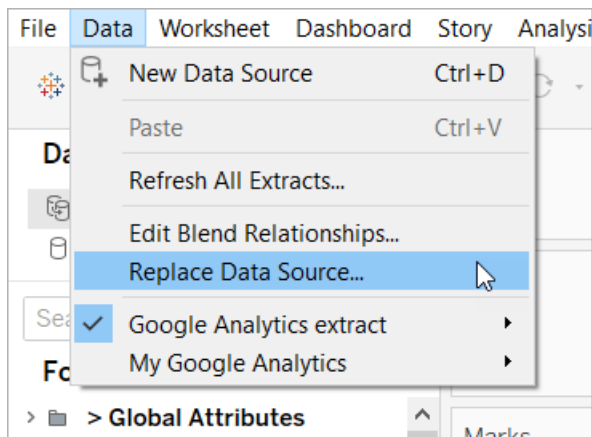 File Data Worksheet Dashboard Story
New Data Source Ctrl+D
Paste Ctrl+V
Refresh All Extracts...
Edit Blend Relationships...
Replace Data Source...
Google Analytics extract
My Google Analytics
> Global Attributes
Marks